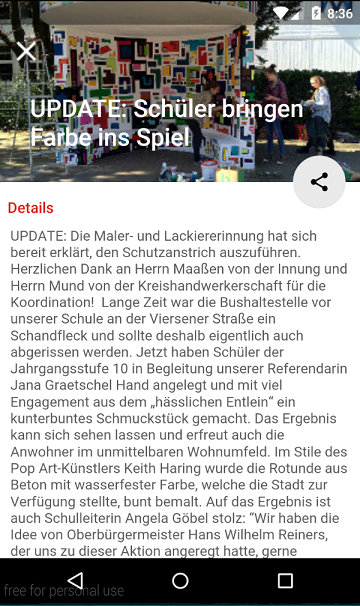 8:36
UPDATE: Schüler bringen
Farbe ins Spiel
Details
UPDATE: Die Maler- und Lackiererinnung hat sich
bereit erklärt, den Schutzanstrich auszuführen.
Herzlichen Dank an Herrn Maaßen von der Innung und
Herrn Mund von der Kreishandwerkerschaft für die
Koordination! Lange Zeit war die Bushaltestelle vor
unserer Schule an der Viersener Straße ein
Schandfleck und sollte deshalb eigentlich auch
abgerissen werden. Jetzt haben Schüler der
Jahrgangsstufe 10 in Begleitung unserer Referendarin
Jana Graetschel Hand angelegt und mit viel
Engagement aus dem „hässlichen Entlein“ ein
kunterbuntes Schmuckstück gemacht. Das Ergebnis
kann sich sehen lassen und erfreut auch die
Anwohner im unmittelbaren Wohnumfeld. Im Stile des
Pop Art-Künstlers Keith Haring wurde die Rotunde aus
Beton mit wasserfester Farbe, welche die Stadt zur
Verfügung stellte, bunt bemalt. Auf das Ergebnis ist
auch Schulleiterin Angela Göbel stolz: “Wir haben die
Idee von Oberbürgermeister Hans Wilhelm Reiners,
der uns zu dieser Aktion angeregt hatte, gerne
free for personal use